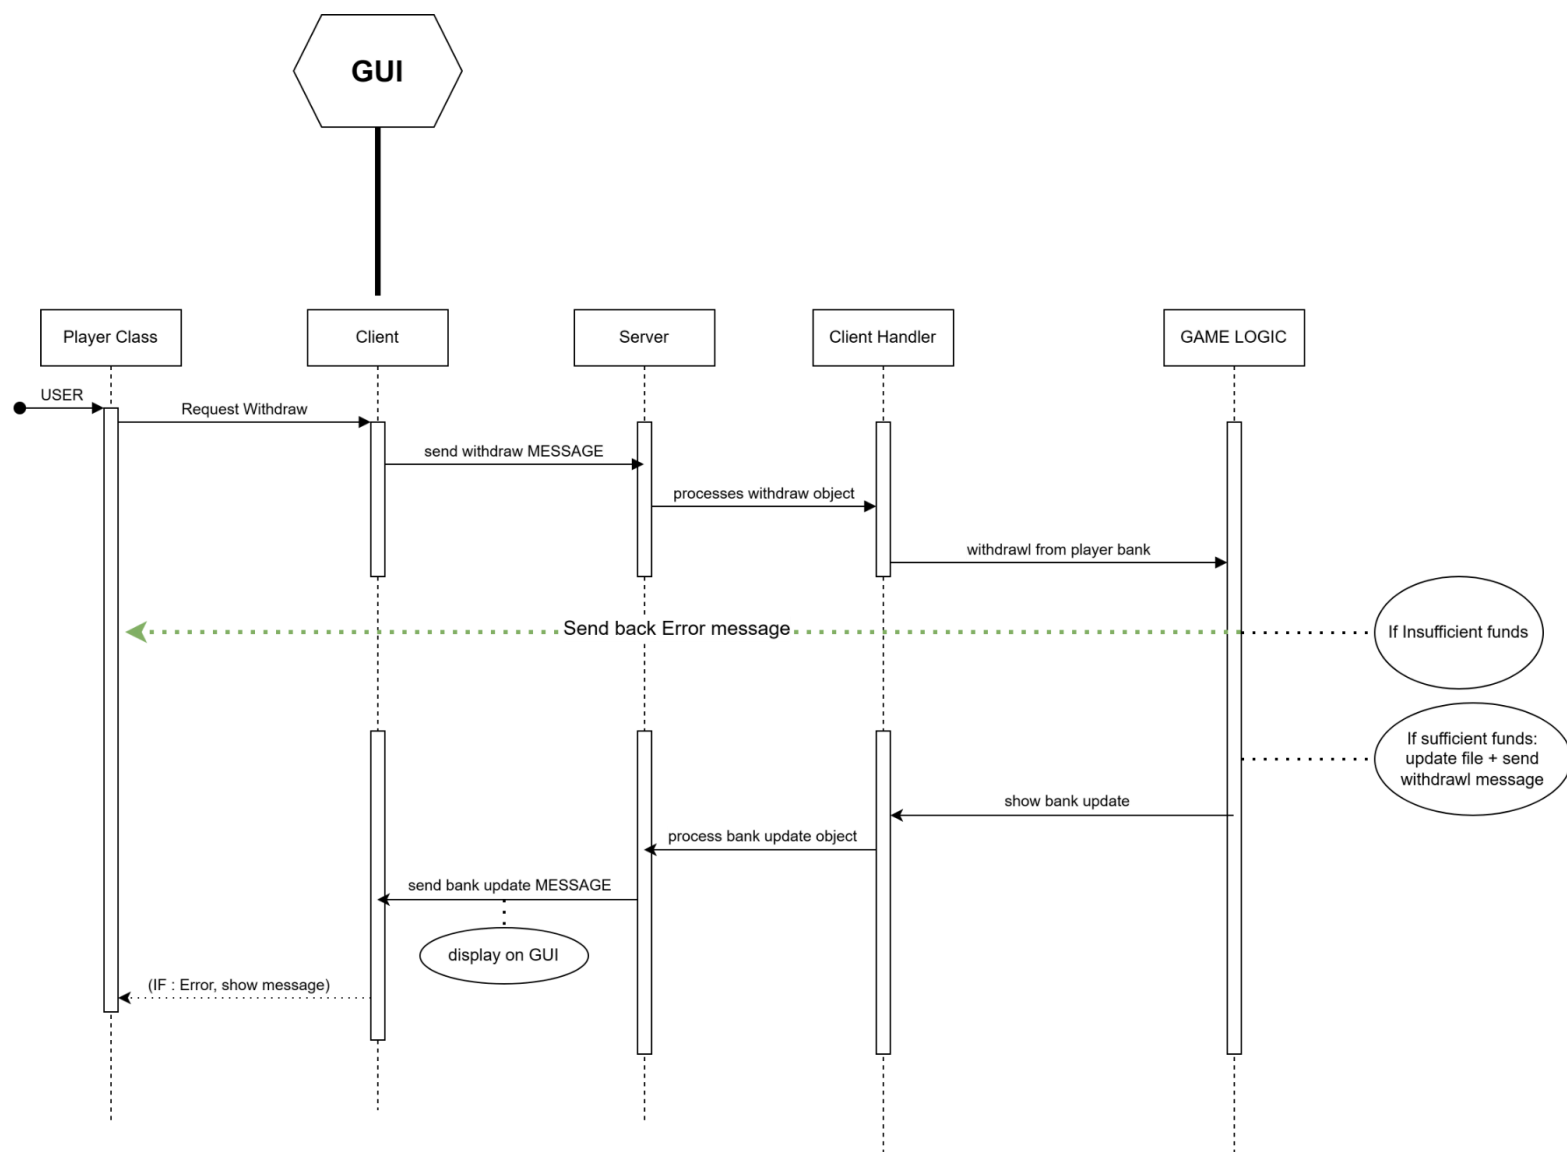 GUI
Player Class
Client
Server
Client Handler
GAME LOGIC
USER
Request Withdraw
send withdraw MESSAGE
processes withdraw object
withdrawl from player bank
Send back Error message
If Insufficient funds
If sufficient funds:
update file + send
withdrawl message
show bank update
process bank update object
send bank update MESSAGE
display on GUI
(IF : Error, show message)